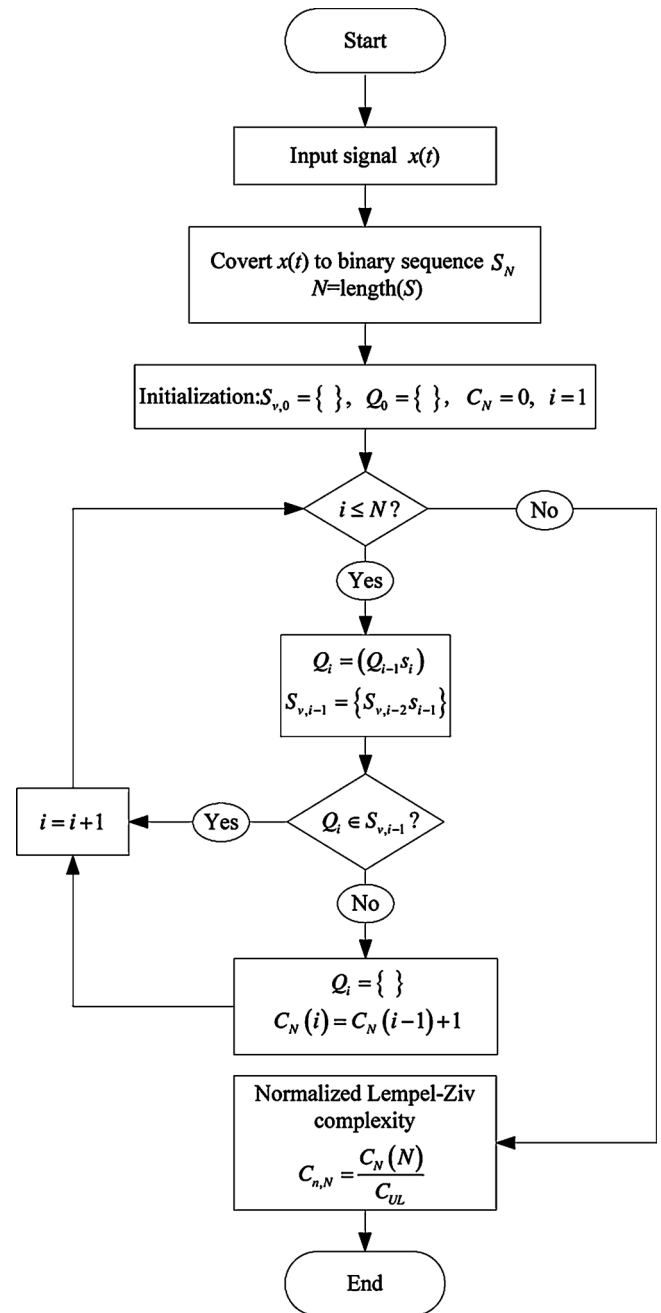 Start
Input signal x(t)
Covert x(t) to binary sequence S_N
N=length(S)
Initialization:S_{v,0} = { }, Q_0 = { }, C_N = 0, i = 1
i ≤ N?
No
Yes
Q_i = (Q_{i-1}s_i)
S_{v,i-1} = {S_{v,i-2}s_{i-1}}
i = i+1
Yes
Q_i ∈ S_{v,i-1}?
No
Q_i = { }
C_N(i) = C_N(i-1)+1
Normalized Lempel-Ziv
complexity
C_{n,N} = C_N(N) / C_{UL}
End